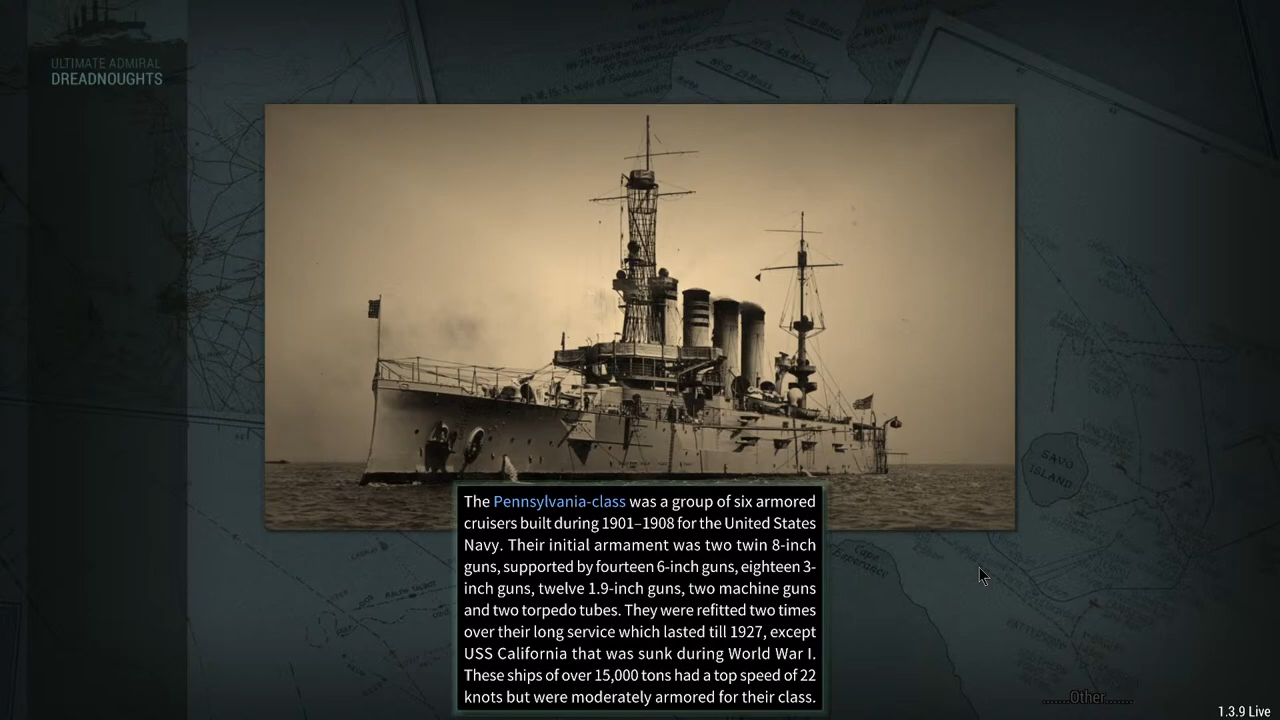 ULTIMATE ADMIRAL
DREADNOUGHTS
SAVO
ISLAND
Cape
Esperance
The Pennsylvania-class was a group of six armored
cruisers built during 1901–1908 for the United States
Navy. Their initial armament was two twin 8-inch
guns, supported by fourteen 6-inch guns, eighteen 3-
inch guns, twelve 1.9-inch guns, two machine guns
and two torpedo tubes. They were refitted two times
over their long service which lasted till 1927, except
USS California that was sunk during World War I.
These ships of over 15,000 tons had a top speed of 22
knots but were moderately armored for their class.
Other
1.3.9 Live